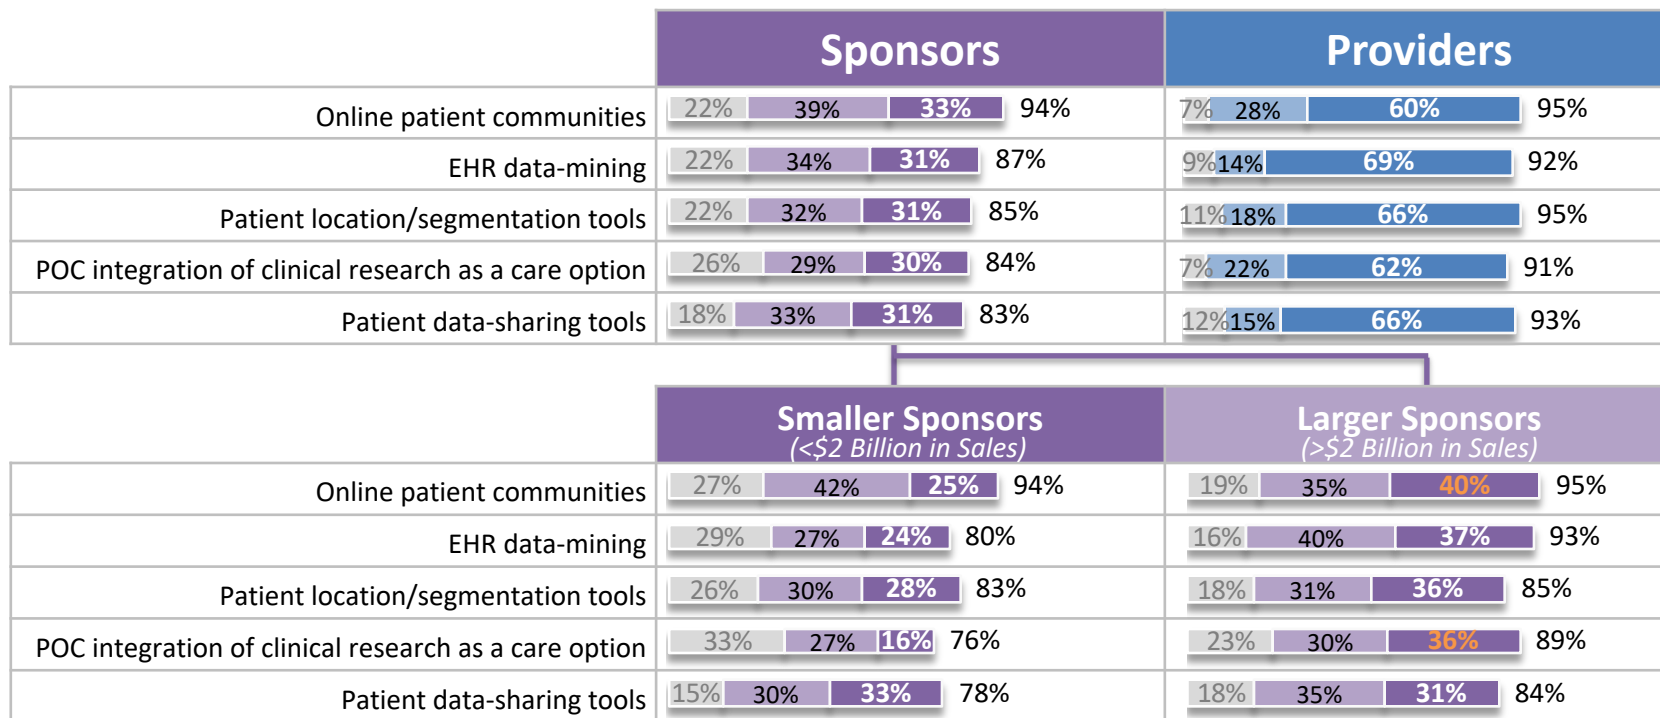 Sponsors Providers
Online patient communities 22% 39% 33% 94% 7% 28% 60% 95%
EHR data-mining 22% 34% 31% 87% 9% 14% 69% 92%
Patient location/segmentation tools 22% 32% 31% 85% 11% 18% 66% 95%
POC integration of clinical research as a care option 26% 29% 30% 84% 7% 22% 62% 91%
Patient data-sharing tools 18% 33% 31% 83% 12% 15% 66% 93%
Smaller Sponsors Larger Sponsors
(<$2 Billion in Sales) (>$2 Billion in Sales)
Online patient communities 27% 42% 25% 94% 19% 35% 40% 95%
EHR data-mining 29% 27% 24% 80% 16% 40% 37% 93%
Patient location/segmentation tools 26% 30% 28% 83% 18% 31% 36% 85%
POC integration of clinical research as a care option 33% 27% 16% 76% 23% 30% 36% 89%
Patient data-sharing tools 15% 30% 33% 78% 18% 35% 31% 84%